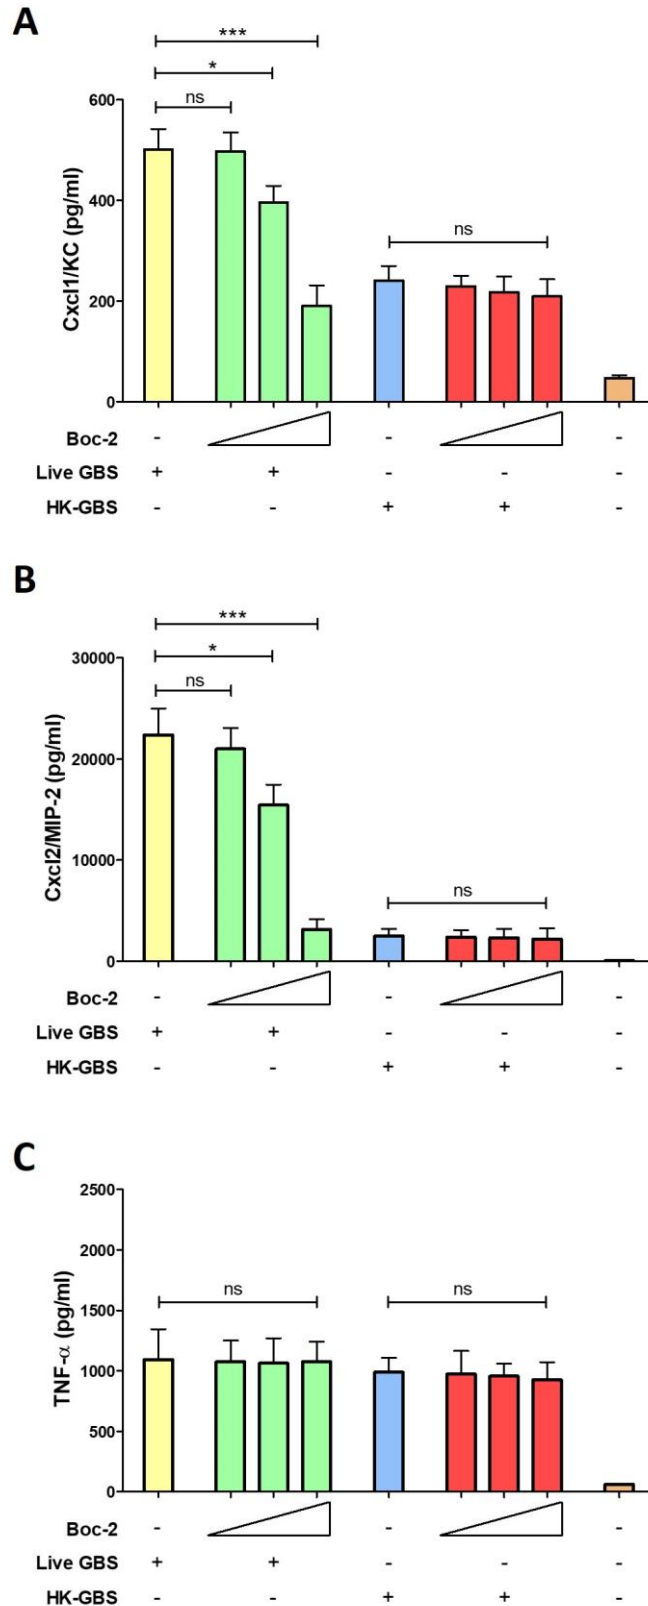 A
***
*
ns
600
ns
400
200
0
Cxcl1/KC (pg/ml)
Boc-2 - - -
Live GBS + + - - -
HK-GBS - - + + -
B
***
*
ns
30000
20000
10000
ns
0
Cxcl2/MIP-2 (pg/ml)
Boc-2 - - -
Live GBS + + - - -
HK-GBS - - + + -
C
2500
2000
1500
ns ns
1000
500
0
TNF-α (pg/ml)
Boc-2 - - -
Live GBS + + - - -
HK-GBS - - + + -